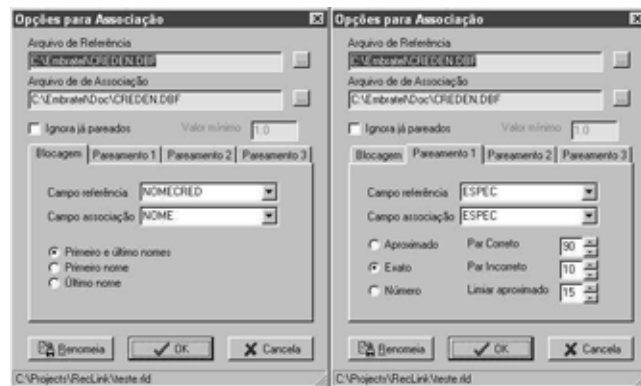 Opções para Associação
Arquivo de Referência
C:\Embratel\CREDEN.DBF
Arquivo de de Associação
C:\Embratel\Doc\CREDEN.DBF
Ignora já pareados Valor mínimo 1.0
Blocagem Pareamento 1 Pareamento 2 Pareamento 3
Campo referência NOMECRED
Campo associação NOME
Primeiro e último nomes
Primeiro nome
Último nome
Renomeia OK Cancela
C:\Projects\RecLink\teste.rld
Opções para Associação
Arquivo de Referência
C:\Embratel\CREDEN.DBF
Arquivo de de Associação
C:\Embratel\Doc\CREDEN.DBF
Ignora já pareados Valor mínimo 1.0
Blocagem Pareamento 1 Pareamento 2 Pareamento 3
Campo referência ESPEC
Campo associação ESPEC
Aproximado Par Correto 90
Exato Par Incorreto 10
Número Limiar aproximado 15
Renomeia OK Cancela
C:\Projects\RecLink\teste.rld